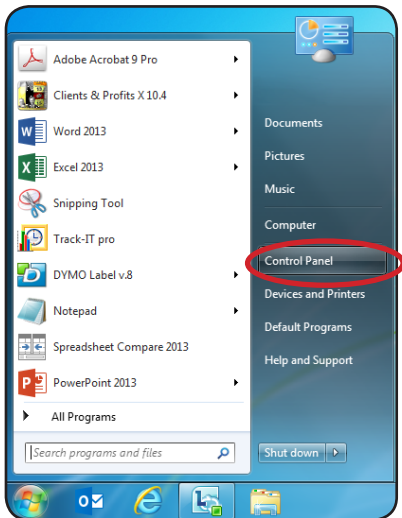 Adobe Acrobat 9 Pro
Clients & Profits X 10.4
Word 2013
Excel 2013
Snipping Tool
Track-IT pro
DYMO Label v.8
Notepad
Spreadsheet Compare 2013
PowerPoint 2013
All Programs
Search programs and files
Documents
Pictures
Music
Computer
Control Panel
Devices and Printers
Default Programs
Help and Support
Shut down